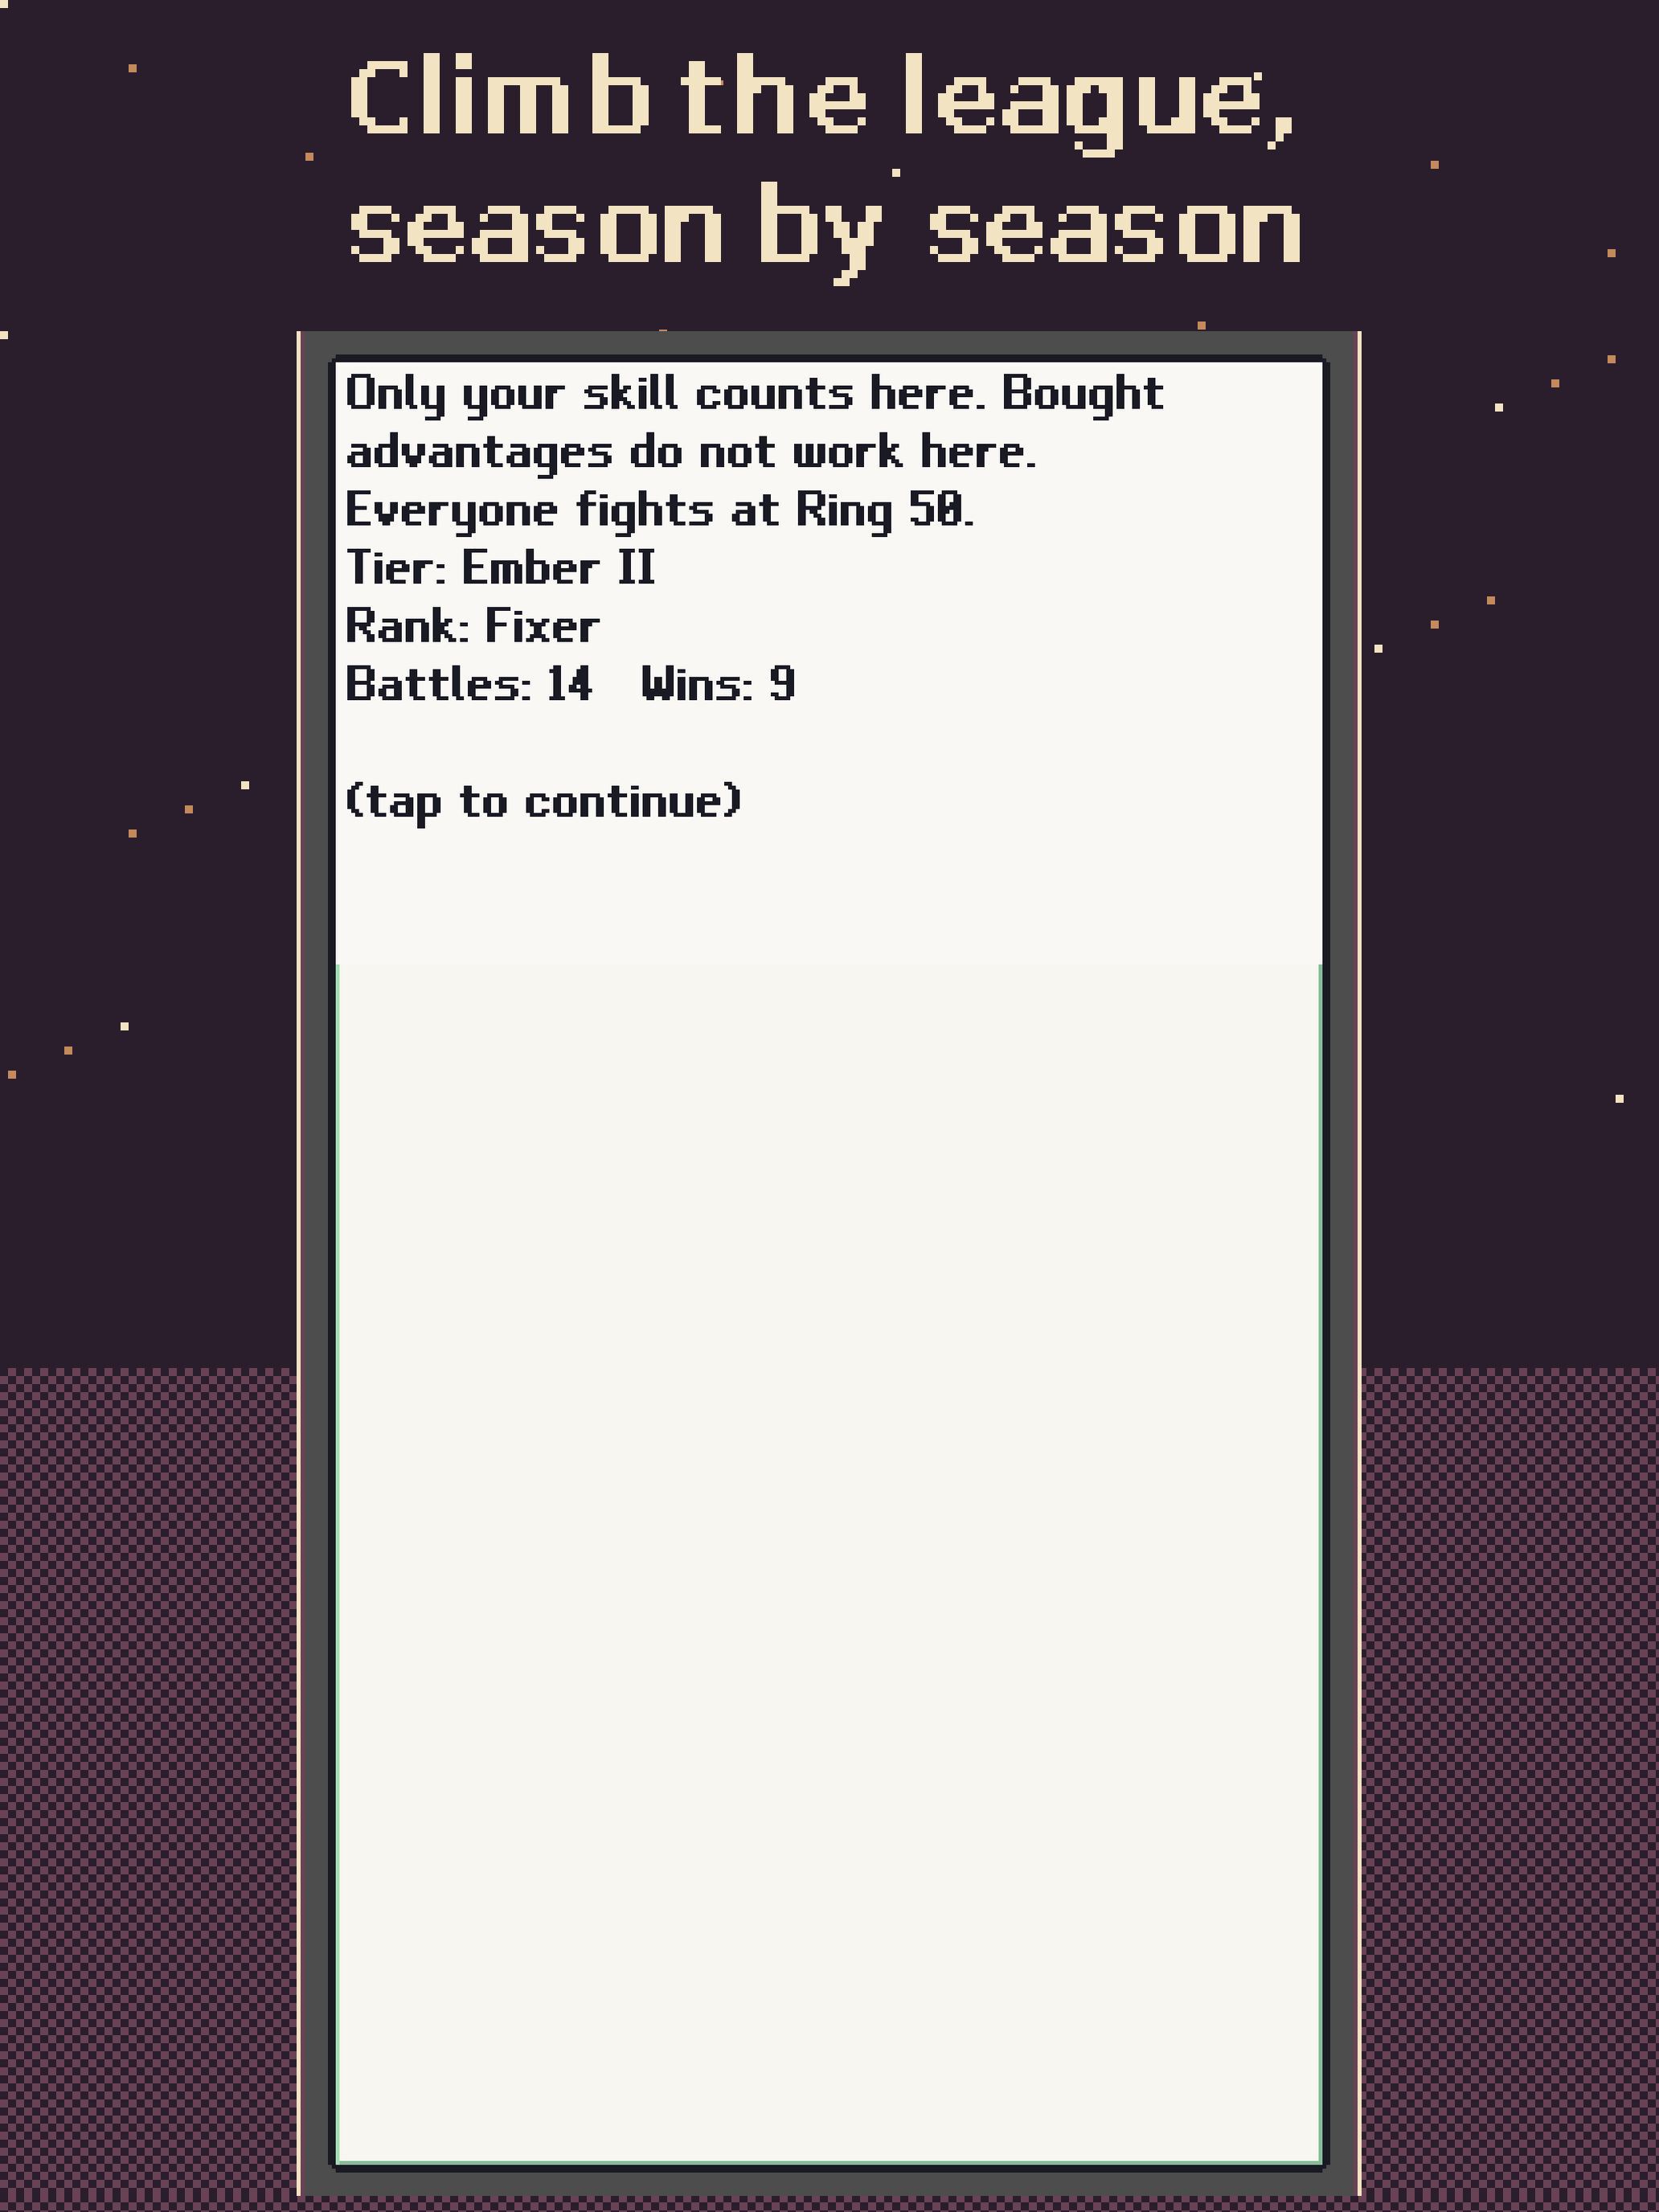 Climb the league,
season by season
Only your skill counts here. Bought
advantages do not work here.
Everyone fights at Ring 50.
Tier: Ember II
Rank: Fixer
Battles: 14   Wins: 9
(tap to continue)